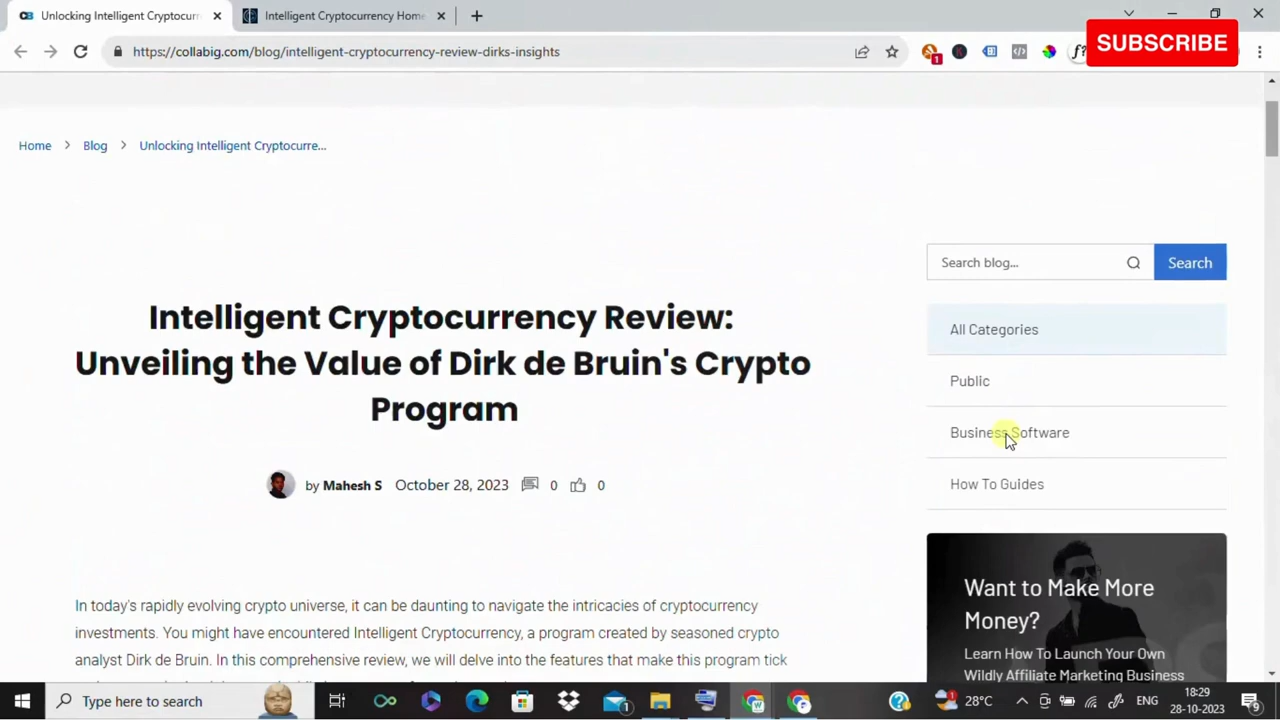 Unlocking Intelligent Cryptocurr
Intelligent Cryptocurrency Home
https://collabig.com/blog/intelligent-cryptocurrency-review-dirks-insights
1
f?
SUBSCRIBE
Home > Blog > Unlocking Intelligent Cryptocurre...
Search blog...
Search
Intelligent Cryptocurrency Review:
Unveiling the Value of Dirk de Bruin's Crypto
Program
by Mahesh S October 28, 2023 0 0
All Categories
Public
Business Software
How To Guides
Want to Make More
Money?
Learn How To Launch Your Own
Wildly Affiliate Marketing Business
In today's rapidly evolving crypto universe, it can be daunting to navigate the intricacies of cryptocurrency
investments. You might have encountered Intelligent Cryptocurrency, a program created by seasoned crypto
analyst Dirk de Bruin. In this comprehensive review, we will delve into the features that make this program tick
Type here to search
1
28°C
ENG
18:29
28-10-2023
9